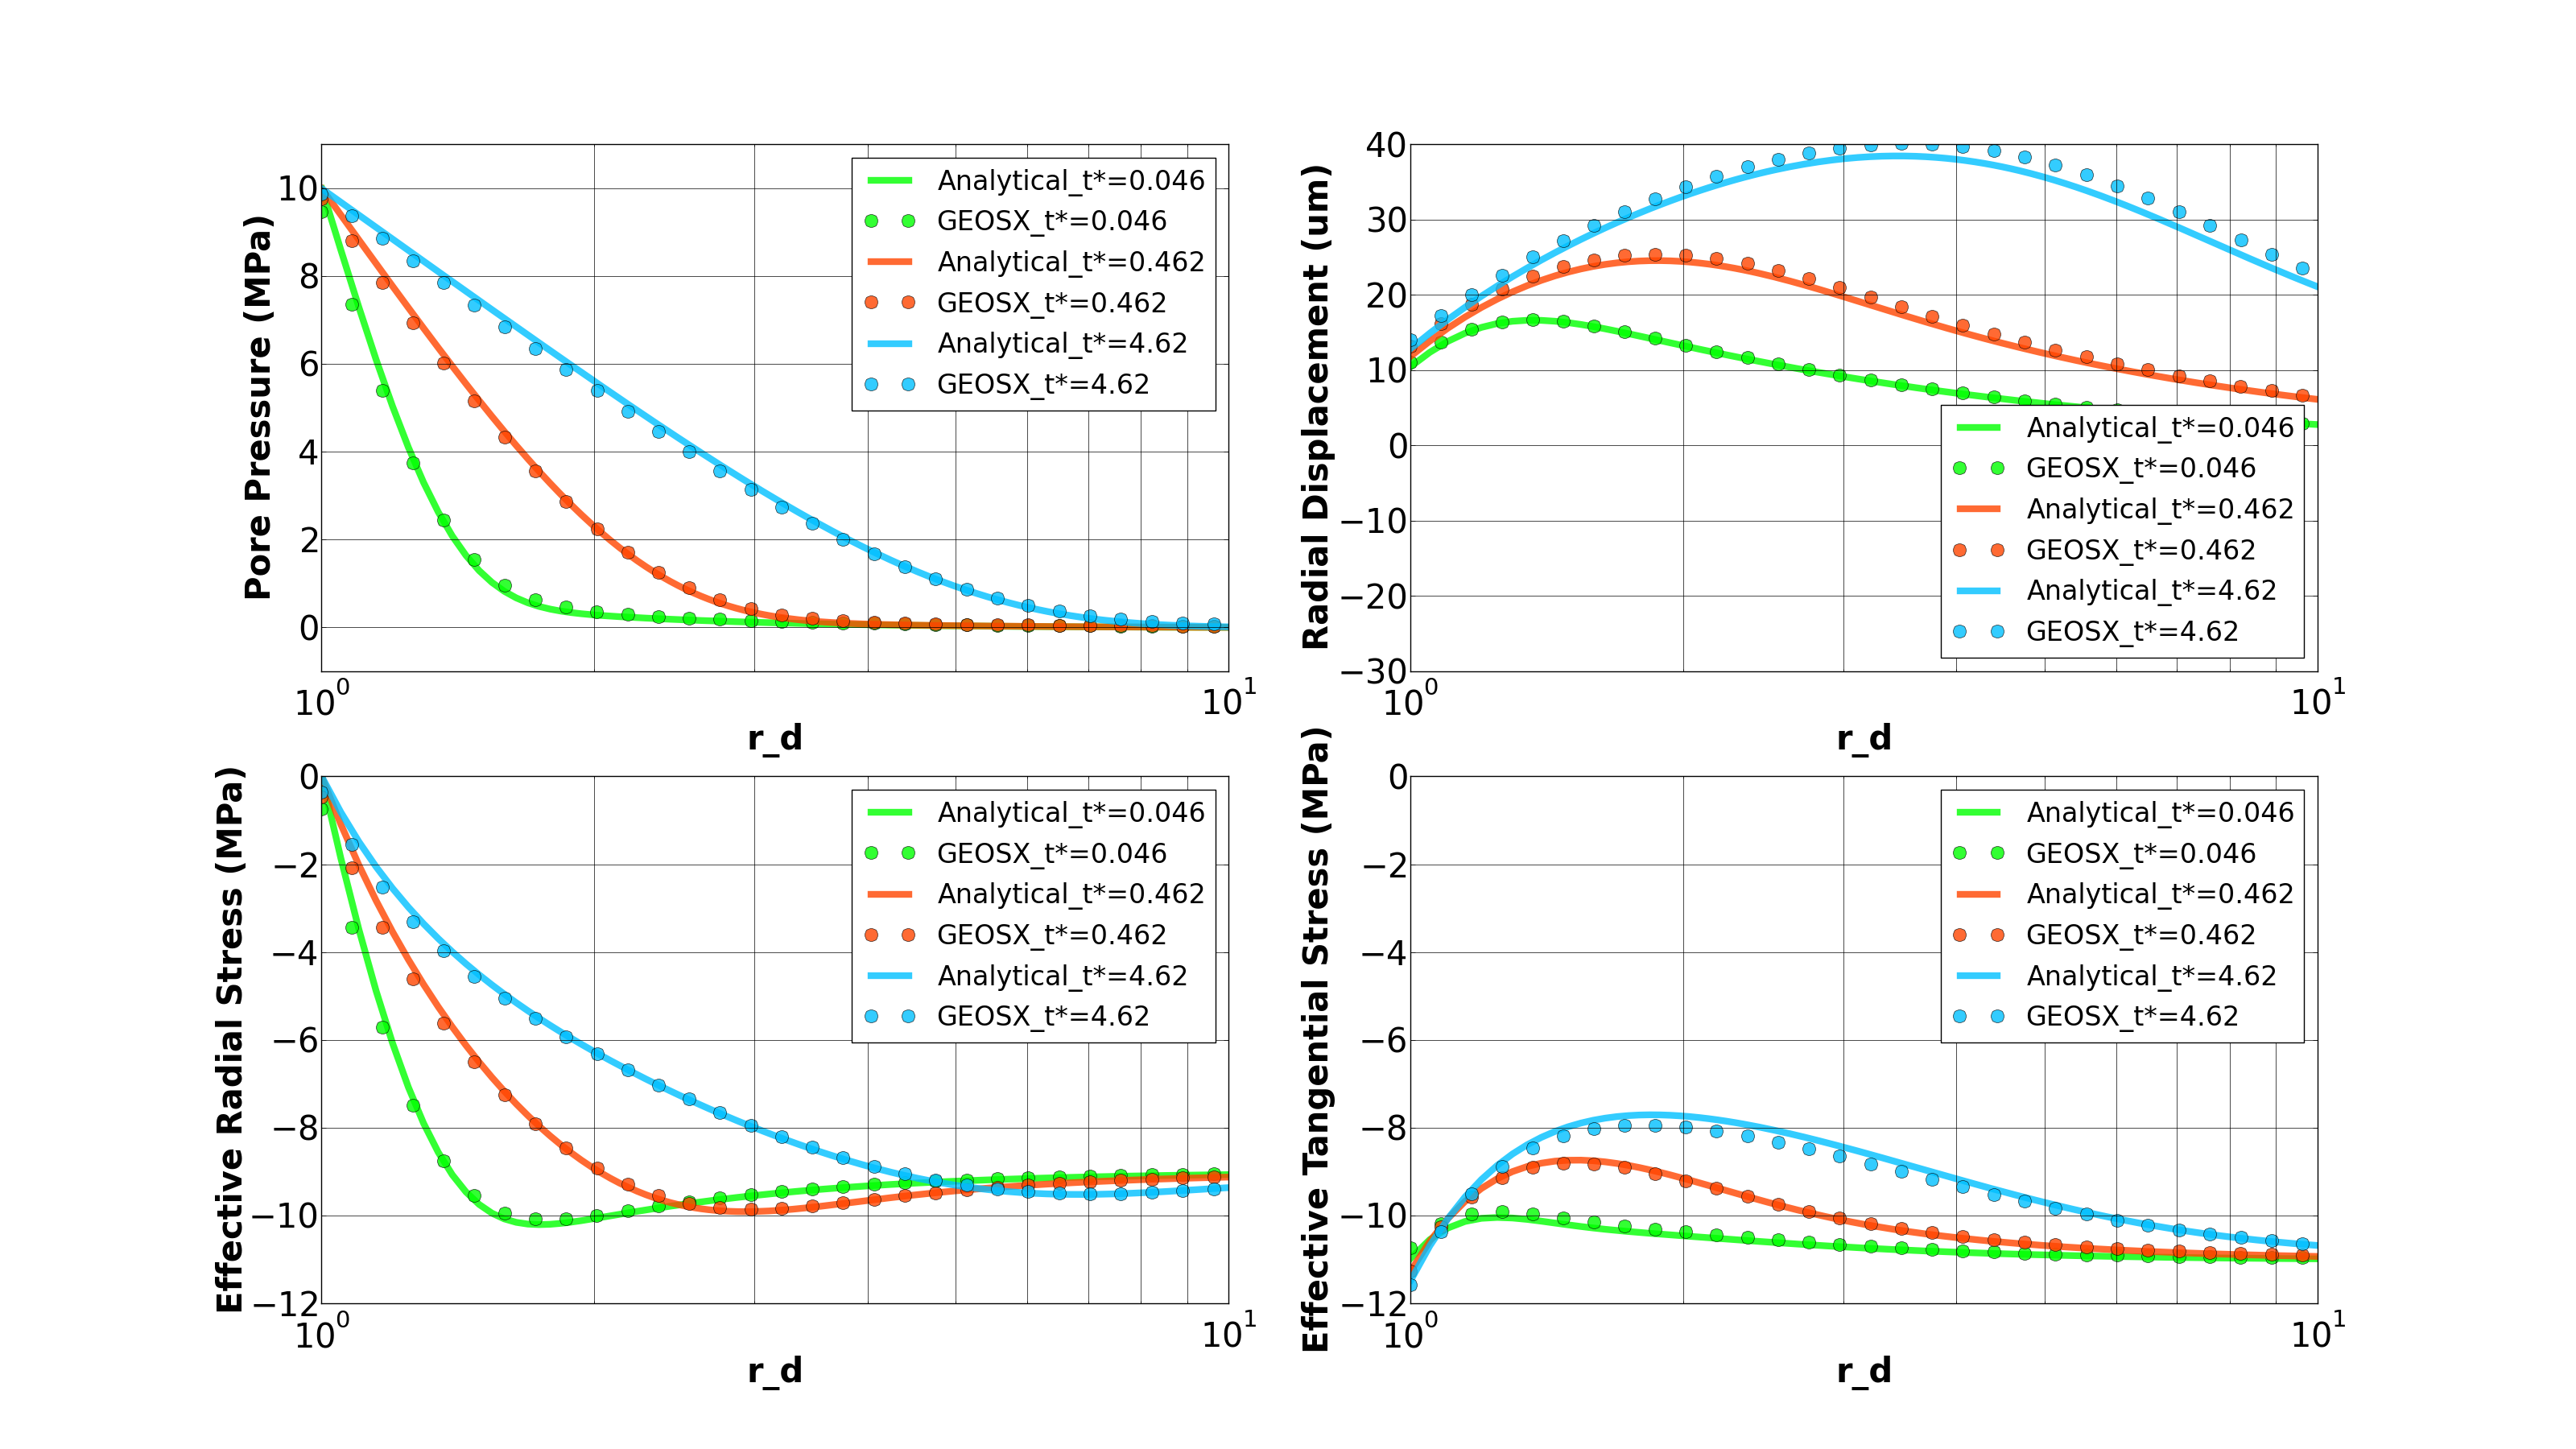 Pore Pressure (MPa)
10
8
6
4
2
0
10^0
10^1
r_d
Analytical_t*=0.046
GEOSX_t*=0.046
Analytical_t*=0.462
GEOSX_t*=0.462
Analytical_t*=4.62
GEOSX_t*=4.62
Radial Displacement (um)
40
30
20
10
0
−10
−20
−30
10^0
10^1
r_d
Analytical_t*=0.046
GEOSX_t*=0.046
Analytical_t*=0.462
GEOSX_t*=0.462
Analytical_t*=4.62
GEOSX_t*=4.62
Effective Radial Stress (MPa)
0
−2
−4
−6
−8
−10
−12
10^0
10^1
r_d
Analytical_t*=0.046
GEOSX_t*=0.046
Analytical_t*=0.462
GEOSX_t*=0.462
Analytical_t*=4.62
GEOSX_t*=4.62
Effective Tangential Stress (MPa)
0
−2
−4
−6
−8
−10
−12
10^0
10^1
r_d
Analytical_t*=0.046
GEOSX_t*=0.046
Analytical_t*=0.462
GEOSX_t*=0.462
Analytical_t*=4.62
GEOSX_t*=4.62